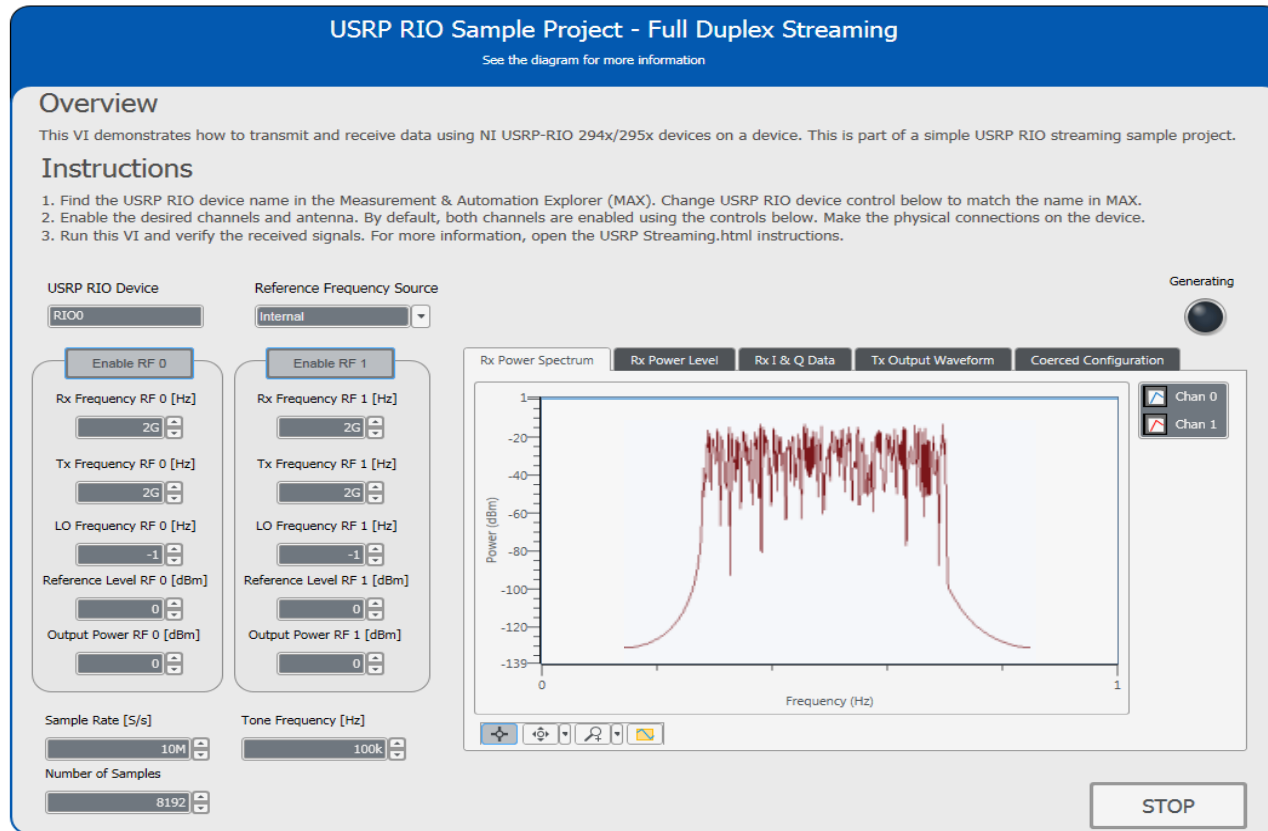 USRP RIO Sample Project - Full Duplex Streaming
See the diagram for more information
Overview
This VI demonstrates how to transmit and receive data using NI USRP-RIO 294x/295x devices on a device. This is part of a simple USRP RIO streaming sample project.
Instructions
1. Find the USRP RIO device name in the Measurement & Automation Explorer (MAX). Change USRP RIO device control below to match the name in MAX.
2. Enable the desired channels and antenna. By default, both channels are enabled using the controls below. Make the physical connections on the device.
3. Run this VI and verify the received signals. For more information, open the USRP Streaming.html instructions.
USRP RIO Device
RIO0
Reference Frequency Source
Internal
Generating
Enable RF 0
Rx Frequency RF 0 [Hz]
2G
Tx Frequency RF 0 [Hz]
2G
LO Frequency RF 0 [Hz]
-1
Reference Level RF 0 [dBm]
0
Output Power RF 0 [dBm]
0
Enable RF 1
Rx Frequency RF 1 [Hz]
2G
Tx Frequency RF 1 [Hz]
2G
LO Frequency RF 1 [Hz]
-1
Reference Level RF 1 [dBm]
0
Output Power RF 1 [dBm]
0
Sample Rate [S/s]
10M
Tone Frequency [Hz]
100k
Number of Samples
8192
Rx Power Spectrum
Rx Power Level
Rx I & Q Data
Tx Output Waveform
Coerced Configuration
Power (dBm)
1
-20
-40
-60
-80
-100
-120
-139
0
1
Frequency (Hz)
Chan 0
Chan 1
STOP